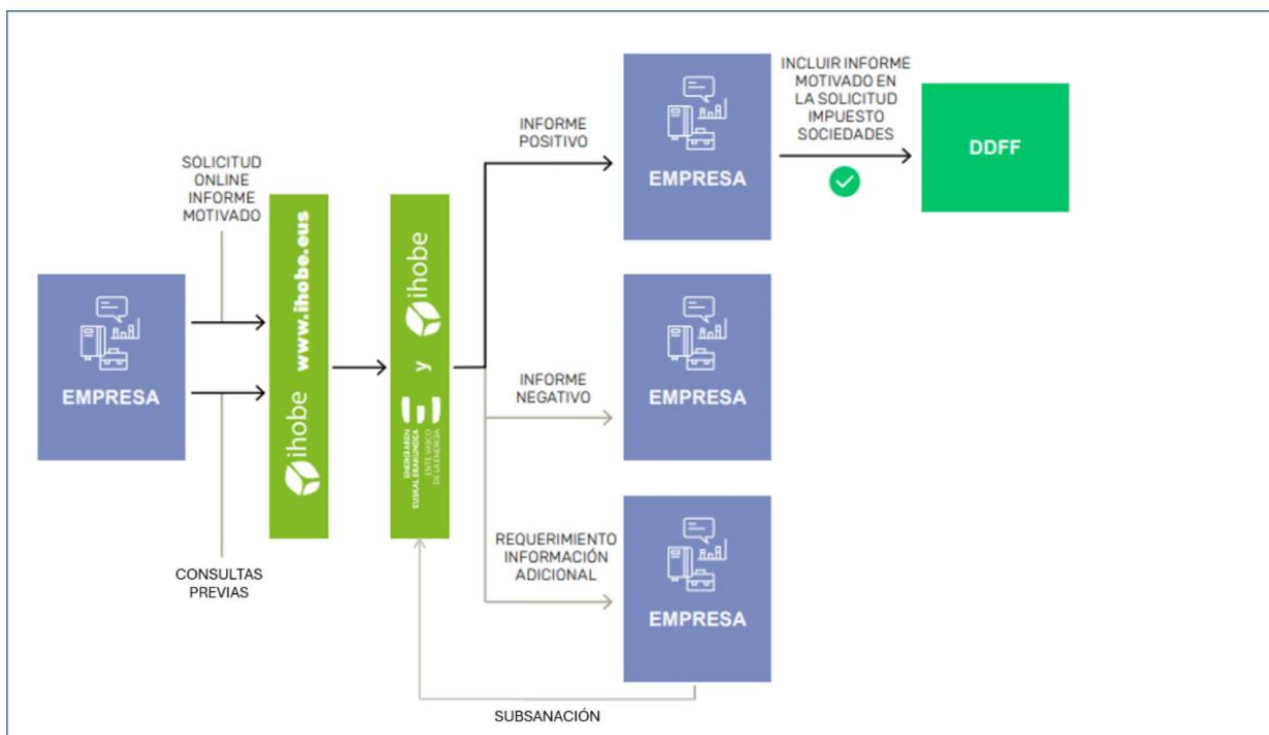 SOLICITUD
ONLINE
INFORME
MOTIVADO
EMPRESA
CONSULTAS
PREVIAS
ihobe www.ihobe.eus
ENERGIAREN
EUSKAL ERAKUNDEA
ENTE VASCO
DE LA ENERGÍA
y ihobe
INFORME
POSITIVO
EMPRESA
INCLUIR INFORME
MOTIVADO EN
LA SOLICITUD
IMPUESTO
SOCIEDADES
DDFF
INFORME
NEGATIVO
EMPRESA
REQUERIMIENTO
INFORMACIÓN
ADICIONAL
EMPRESA
SUBSANACIÓN